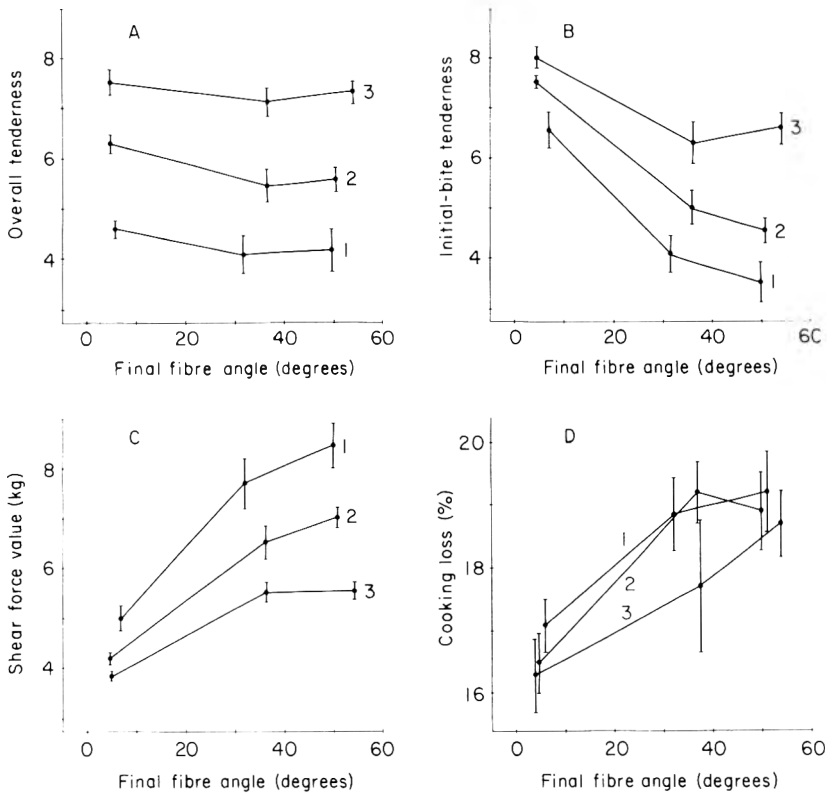 A
8
6
4
Overall tenderness
3
2
1
0 20 40 60
Final fibre angle (degrees)
B
8
6
4
Initial-bite tenderness
3
2
1
0 20 40 6C
Final fibre angle (degrees)
C
8
6
4
Shear force value (kg)
1
2
3
0 20 40 60
Final fibre angle (degrees)
D
20
18
16
Cooking loss (%)
1
2
3
0 20 40 60
Final fibre angle (degrees)